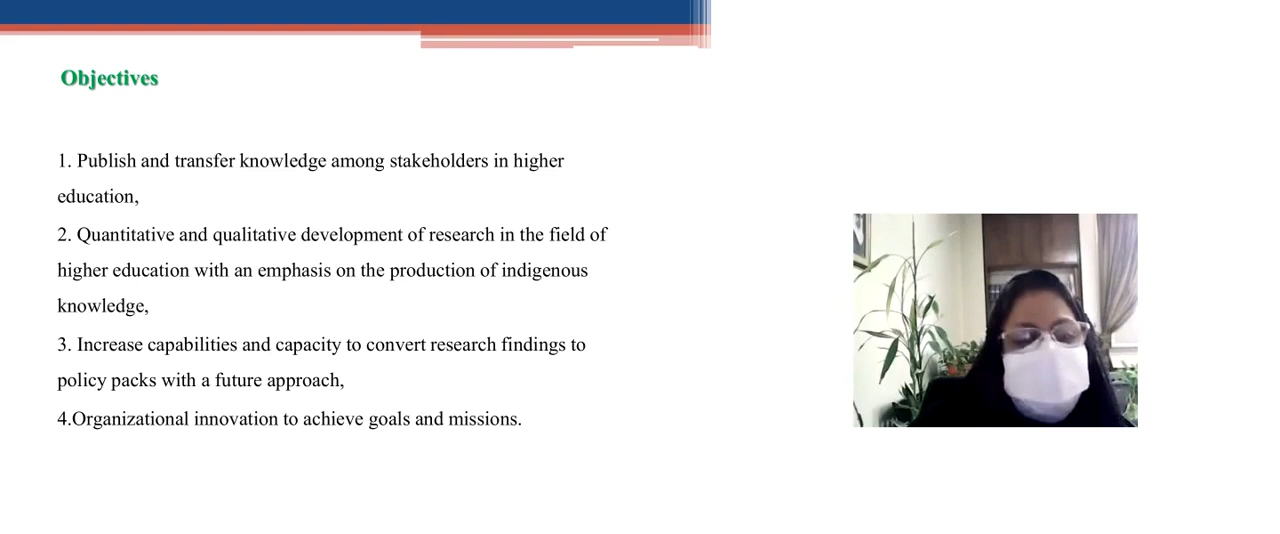 Objectives
1. Publish and transfer knowledge among stakeholders in higher
education,
2. Quantitative and qualitative development of research in the field of
higher education with an emphasis on the production of indigenous
knowledge,
3. Increase capabilities and capacity to convert research findings to
policy packs with a future approach,
4.Organizational innovation to achieve goals and missions.